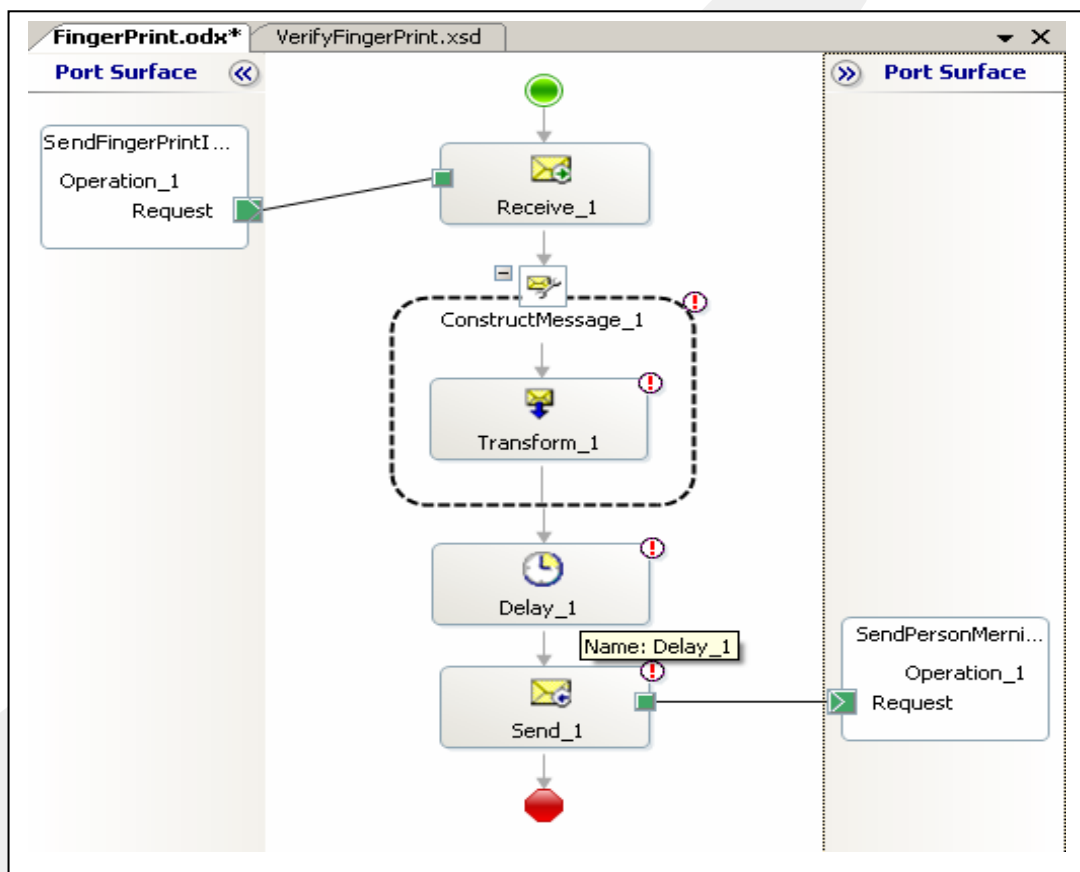 FingerPrint.odx* VerifyFingerPrint.xsd
Port Surface
Port Surface
SendFingerPrintI...
Operation_1
Request
Receive_1
ConstructMessage_1
Transform_1
Delay_1
Name: Delay_1
Send_1
SendPersonMerni...
Operation_1
Request